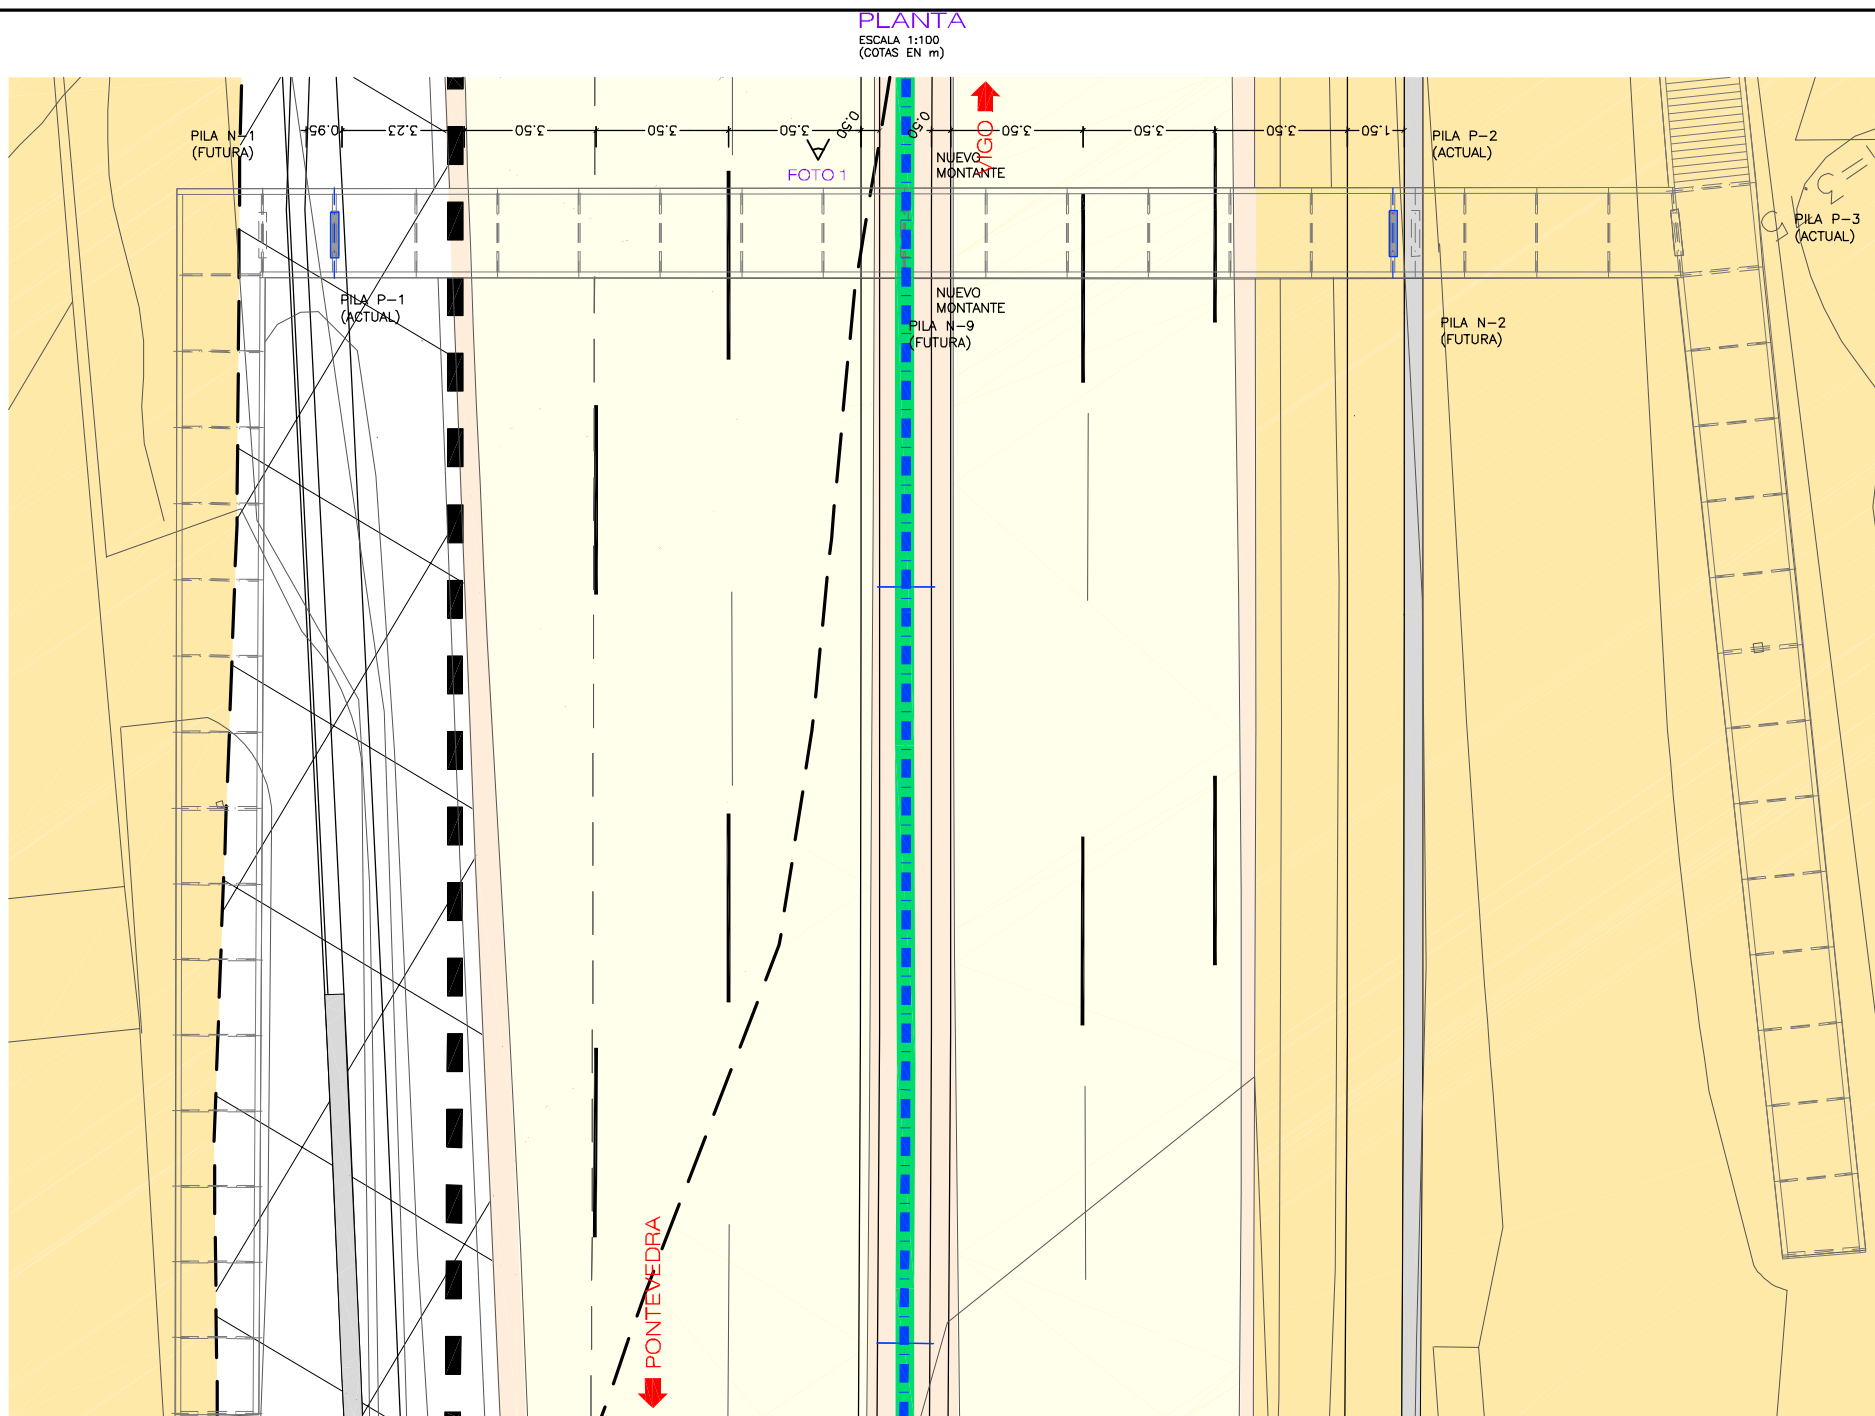 PLANTA
ESCALA 1:100
(COTAS EN m)
0.95
3.23
3.50
3.50
3.50
0.50
0.50
3.50
3.50
3.50
1.50
VIGO
PILA N-1
(FUTURA)
FOTO 1
NUEVO
MONTANTE
PILA P-2
(ACTUAL)
PILA P-3
(ACTUAL)
PILA P-1
(ACTUAL)
NUEVO
MONTANTE
PILA N-9
(FUTURA)
PILA N-2
(FUTURA)
PONTEVEDRA